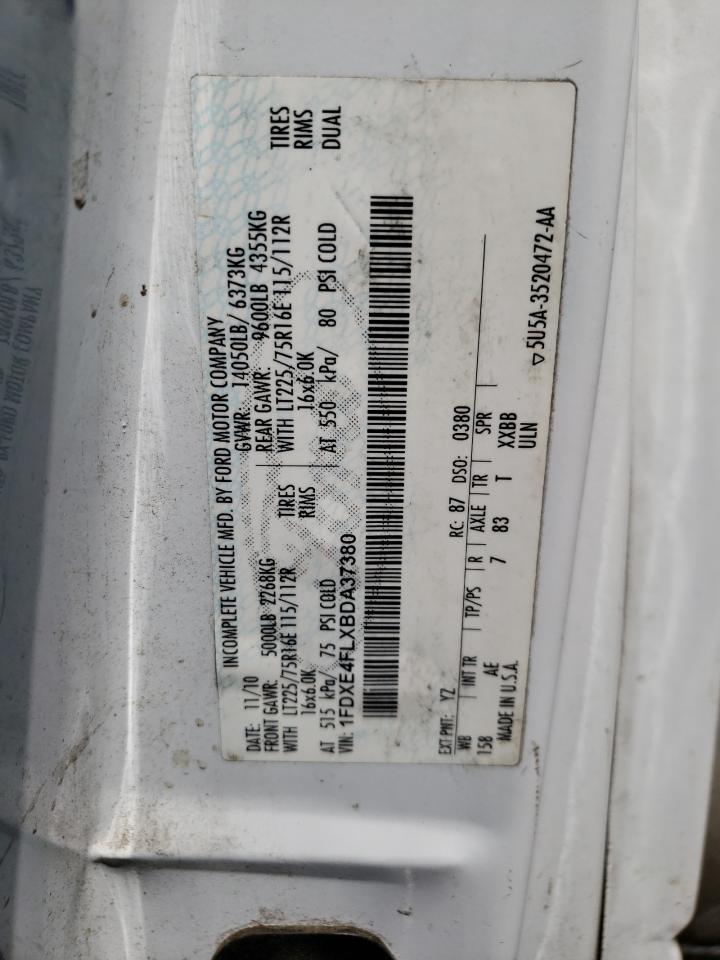 INCOMPLETE VEHICLE MFD. BY FORD MOTOR COMPANY
DATE: 11/10 GVWR: 14050LB/ 6373KG
FRONT GAWR: 5000LB 2268KG REAR GAWR: 9600LB 4355KG
WITH LT225/75R16E 115/112R TIRES WITH LT225/75R16E 115/112R TIRES
16x6.0K RIMS 16x6.0K RIMS
AT 515 kPa/ 75 PSI COLD AT 550 kPa/ 80 PSI COLD DUAL
VIN: 1FDXE4FLXBDA37380
EXT PNT: YZ RC: 87 DSO: 0380
WB INT TR TP/PS R AXLE TR SPR
158 AE 7 83 T XXBB
MADE IN U.S.A. ULN
▽5U5A-3520472-AA